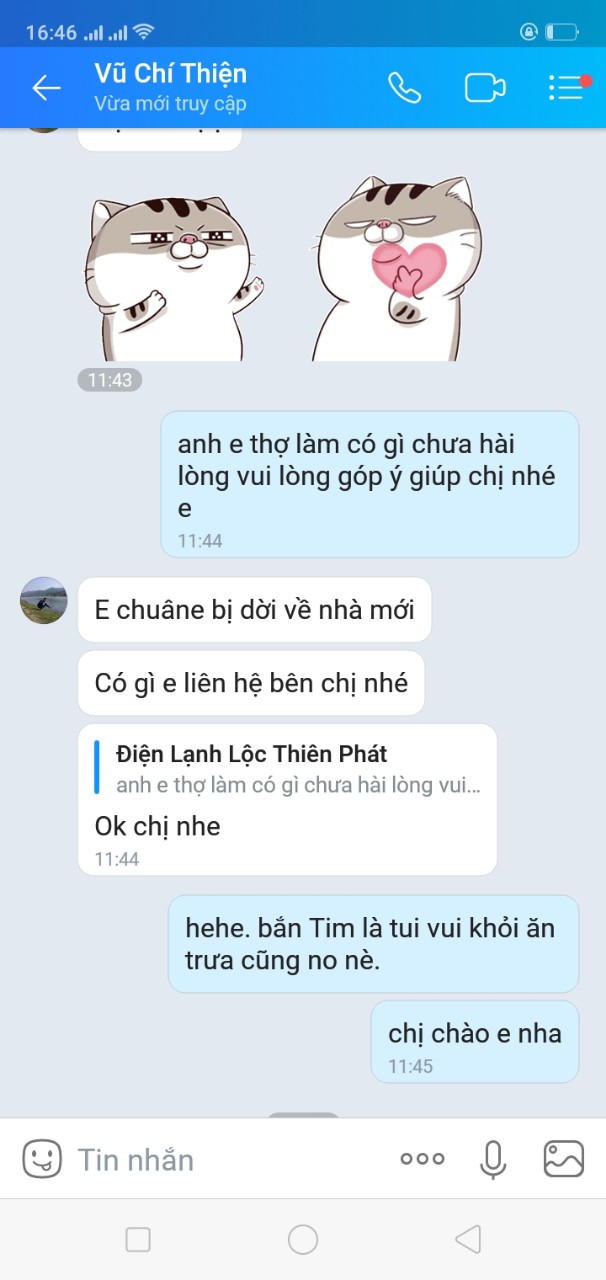 16:46
Vũ Chí Thiện
Vừa mới truy cập
11:43
anh e thợ làm có gì chưa hài
lòng vui lòng góp ý giúp chị nhé
e
11:44
E chuâne bị dời về nhà mới
Có gì e liên hệ bên chị nhé
Điện Lạnh Lộc Thiên Phát
anh e thợ làm có gì chưa hài lòng vui...
Ok chị nhe
11:44
hehe. bắn Tim là tui vui khỏi ăn
trưa cũng no nè.
chị chào e nha
11:45
Tin nhắn